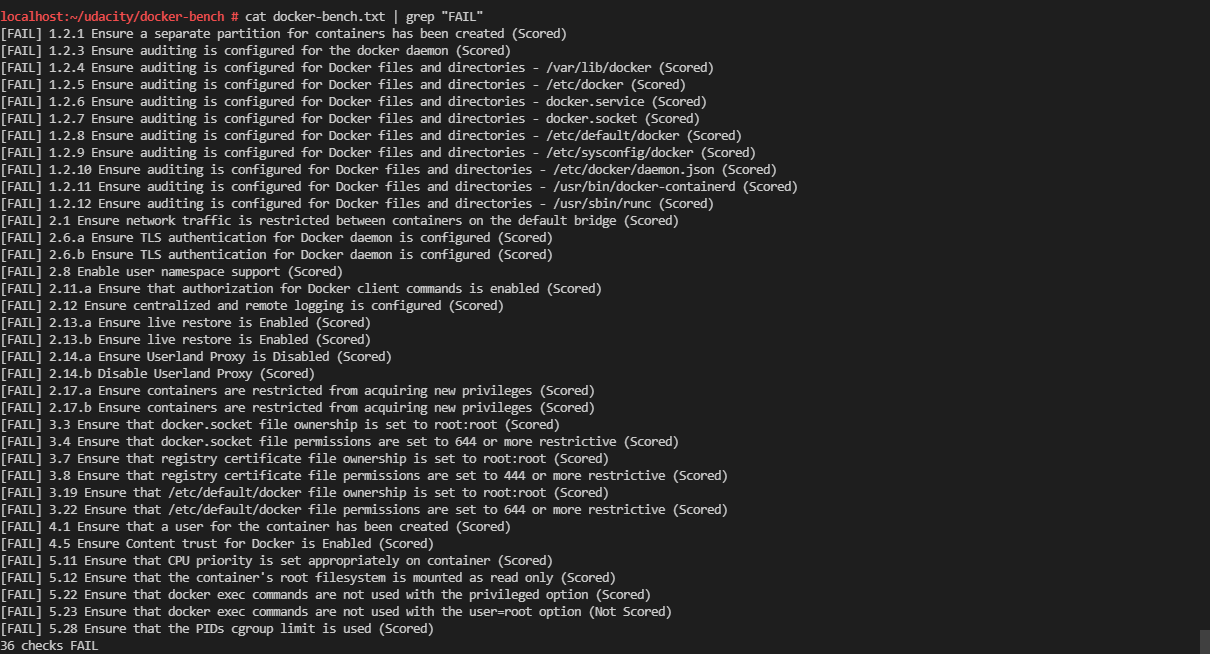 localhost:~/udacity/docker-bench # cat docker-bench.txt | grep "FAIL"
[FAIL] 1.2.1 Ensure a separate partition for containers has been created (Scored)
[FAIL] 1.2.3 Ensure auditing is configured for the docker daemon (Scored)
[FAIL] 1.2.4 Ensure auditing is configured for Docker files and directories - /var/lib/docker (Scored)
[FAIL] 1.2.5 Ensure auditing is configured for Docker files and directories - /etc/docker (Scored)
[FAIL] 1.2.6 Ensure auditing is configured for Docker files and directories - docker.service (Scored)
[FAIL] 1.2.7 Ensure auditing is configured for Docker files and directories - docker.socket (Scored)
[FAIL] 1.2.8 Ensure auditing is configured for Docker files and directories - /etc/default/docker (Scored)
[FAIL] 1.2.9 Ensure auditing is configured for Docker files and directories - /etc/sysconfig/docker (Scored)
[FAIL] 1.2.10 Ensure auditing is configured for Docker files and directories - /etc/docker/daemon.json (Scored)
[FAIL] 1.2.11 Ensure auditing is configured for Docker files and directories - /usr/bin/docker-containerd (Scored)
[FAIL] 1.2.12 Ensure auditing is configured for Docker files and directories - /usr/sbin/runc (Scored)
[FAIL] 2.1 Ensure network traffic is restricted between containers on the default bridge (Scored)
[FAIL] 2.6.a Ensure TLS authentication for Docker daemon is configured (Scored)
[FAIL] 2.6.b Ensure TLS authentication for Docker daemon is configured (Scored)
[FAIL] 2.8 Enable user namespace support (Scored)
[FAIL] 2.11.a Ensure that authorization for Docker client commands is enabled (Scored)
[FAIL] 2.12 Ensure centralized and remote logging is configured (Scored)
[FAIL] 2.13.a Ensure live restore is Enabled (Scored)
[FAIL] 2.13.b Ensure live restore is Enabled (Scored)
[FAIL] 2.14.a Ensure Userland Proxy is Disabled (Scored)
[FAIL] 2.14.b Disable Userland Proxy (Scored)
[FAIL] 2.17.a Ensure containers are restricted from acquiring new privileges (Scored)
[FAIL] 2.17.b Ensure containers are restricted from acquiring new privileges (Scored)
[FAIL] 3.3 Ensure that docker.socket file ownership is set to root:root (Scored)
[FAIL] 3.4 Ensure that docker.socket file permissions are set to 644 or more restrictive (Scored)
[FAIL] 3.7 Ensure that registry certificate file ownership is set to root:root (Scored)
[FAIL] 3.8 Ensure that registry certificate file permissions are set to 444 or more restrictive (Scored)
[FAIL] 3.19 Ensure that /etc/default/docker file ownership is set to root:root (Scored)
[FAIL] 3.22 Ensure that /etc/default/docker file permissions are set to 644 or more restrictive (Scored)
[FAIL] 4.1 Ensure that a user for the container has been created (Scored)
[FAIL] 4.5 Ensure Content trust for Docker is Enabled (Scored)
[FAIL] 5.11 Ensure that CPU priority is set appropriately on container (Scored)
[FAIL] 5.12 Ensure that the container's root filesystem is mounted as read only (Scored)
[FAIL] 5.22 Ensure that docker exec commands are not used with the privileged option (Scored)
[FAIL] 5.23 Ensure that docker exec commands are not used with the user=root option (Not Scored)
[FAIL] 5.28 Ensure that the PIDs cgroup limit is used (Scored)
36 checks FAIL